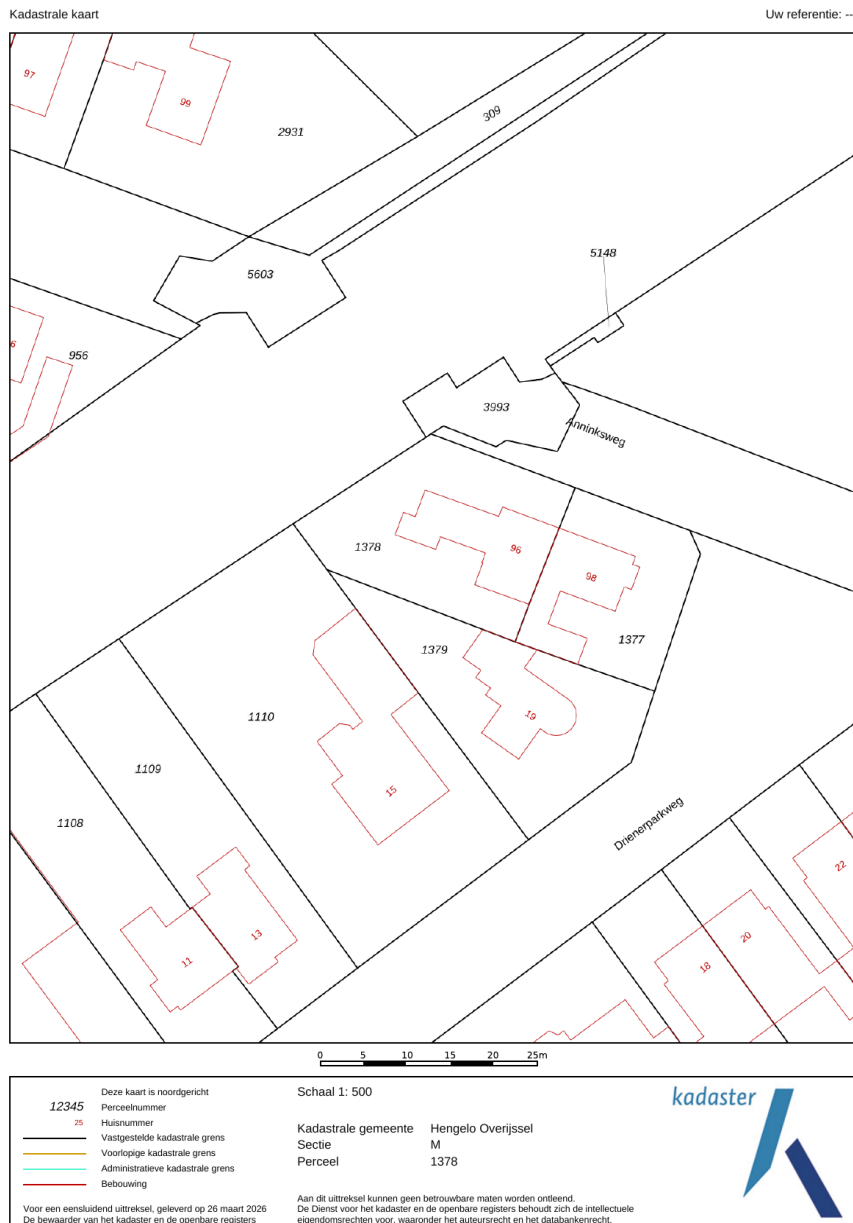 Kadastrale kaart
Uw referentie: --
97
99
2931
309
5603
5148
6
956
3993
Anninksweg
1378
96
98
1377
1379
19
1110
15
1109
1108
Drienerparkweg
22
13
11
20
18
0 5 10 15 20 25m
Deze kaart is noordgericht
12345 Perceelnummer
25 Huisnummer
Vastgestelde kadastrale grens
Voorlopige kadastrale grens
Administratieve kadastrale grens
Bebouwing
Voor een eensluidend uittreksel, geleverd op 26 maart 2026
De bewaarder van het kadaster en de openbare registers
Schaal 1: 500
Kadastrale gemeente Hengelo Overijssel
Sectie M
Perceel 1378
Aan dit uittreksel kunnen geen betrouwbare maten worden ontleend.
De Dienst voor het kadaster en de openbare registers behoudt zich de intellectuele
eigendomsrechten voor, waaronder het auteursrecht en het databankenrecht.
kadaster